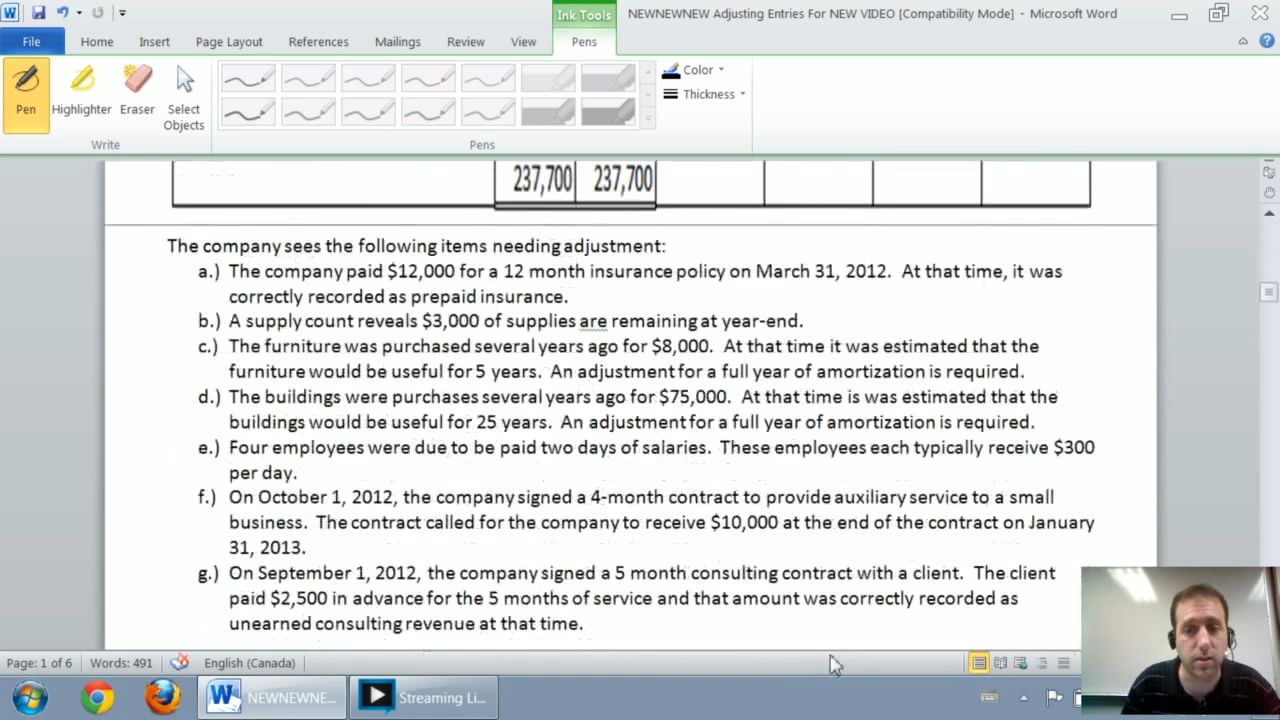 Ink Tools
NEWNEWNEW Adjusting Entries For NEW VIDEO [Compatibility Mode] - Microsoft Word
File Home Insert Page Layout References Mailings Review View Pens
Pen Highlighter Eraser Select Objects
Color
Thickness
Write
Pens
237,700 237,700
The company sees the following items needing adjustment:
a.) The company paid $12,000 for a 12 month insurance policy on March 31, 2012. At that time, it was
correctly recorded as prepaid insurance.
b.) A supply count reveals $3,000 of supplies are remaining at year-end.
c.) The furniture was purchased several years ago for $8,000. At that time it was estimated that the
furniture would be useful for 5 years. An adjustment for a full year of amortization is required.
d.) The buildings were purchases several years ago for $75,000. At that time is was estimated that the
buildings would be useful for 25 years. An adjustment for a full year of amortization is required.
e.) Four employees were due to be paid two days of salaries. These employees each typically receive $300
per day.
f.) On October 1, 2012, the company signed a 4-month contract to provide auxiliary service to a small
business. The contract called for the company to receive $10,000 at the end of the contract on January
31, 2013.
g.) On September 1, 2012, the company signed a 5 month consulting contract with a client. The client
paid $2,500 in advance for the 5 months of service and that amount was correctly recorded as
unearned consulting revenue at that time.
Page: 1 of 6 Words: 491 English (Canada)
NEWNEWNE... Streaming Li...